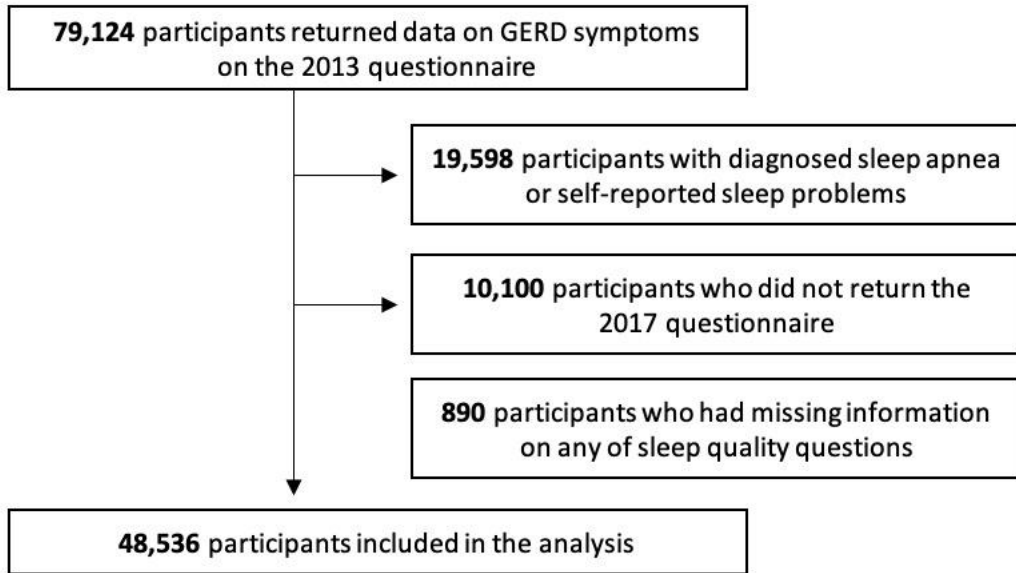 79,124 participants returned data on GERD symptoms
on the 2013 questionnaire
19,598 participants with diagnosed sleep apnea
or self-reported sleep problems
10,100 participants who did not return the
2017 questionnaire
890 participants who had missing information
on any of sleep quality questions
48,536 participants included in the analysis